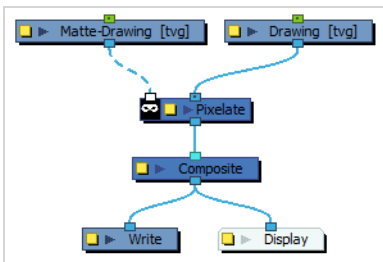 Matte-Drawing [tvg]
Drawing [tvg]
Pixelate
Composite
Write
Display